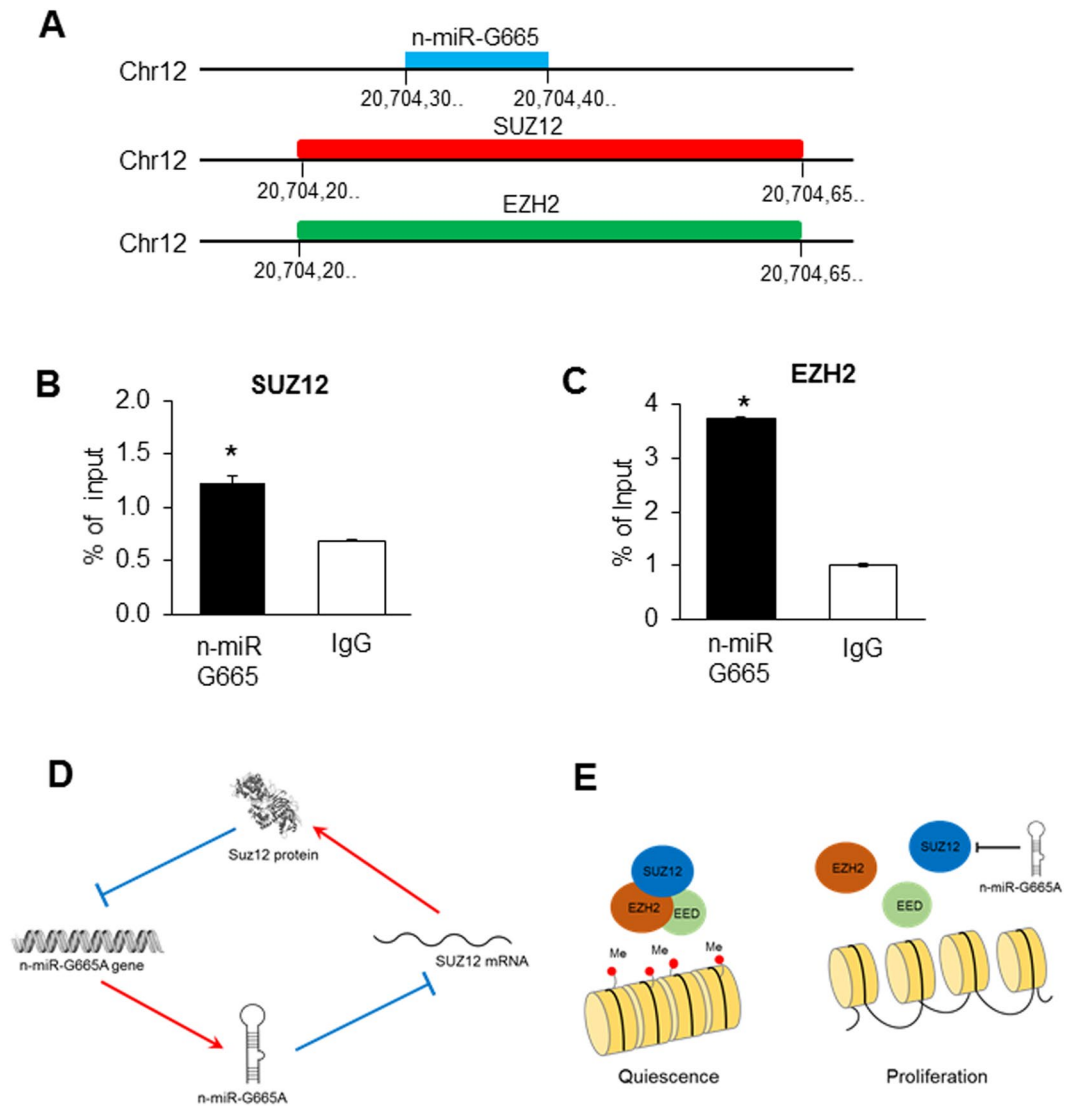 A
n-miR-G665
Chr12
20,704,30.. 20,704,40..
SUZ12
Chr12
20,704,20.. 20,704,65..
EZH2
Chr12
20,704,20.. 20,704,65..
B
SUZ12
2.0
1.5
1.0
0.5
0.0
% of input
*
n-miR
G665
IgG
C
EZH2
4
3
2
1
0
% of Input
*
n-miR
G665
IgG
D
Suz12 protein
n-miR-G665A gene
SUZ12 mRNA
n-miR-G665A
E
SUZ12
EZH2
EED
Me Me Me
Quiescence
SUZ12
EZH2
n-miR-G665A
EED
Proliferation